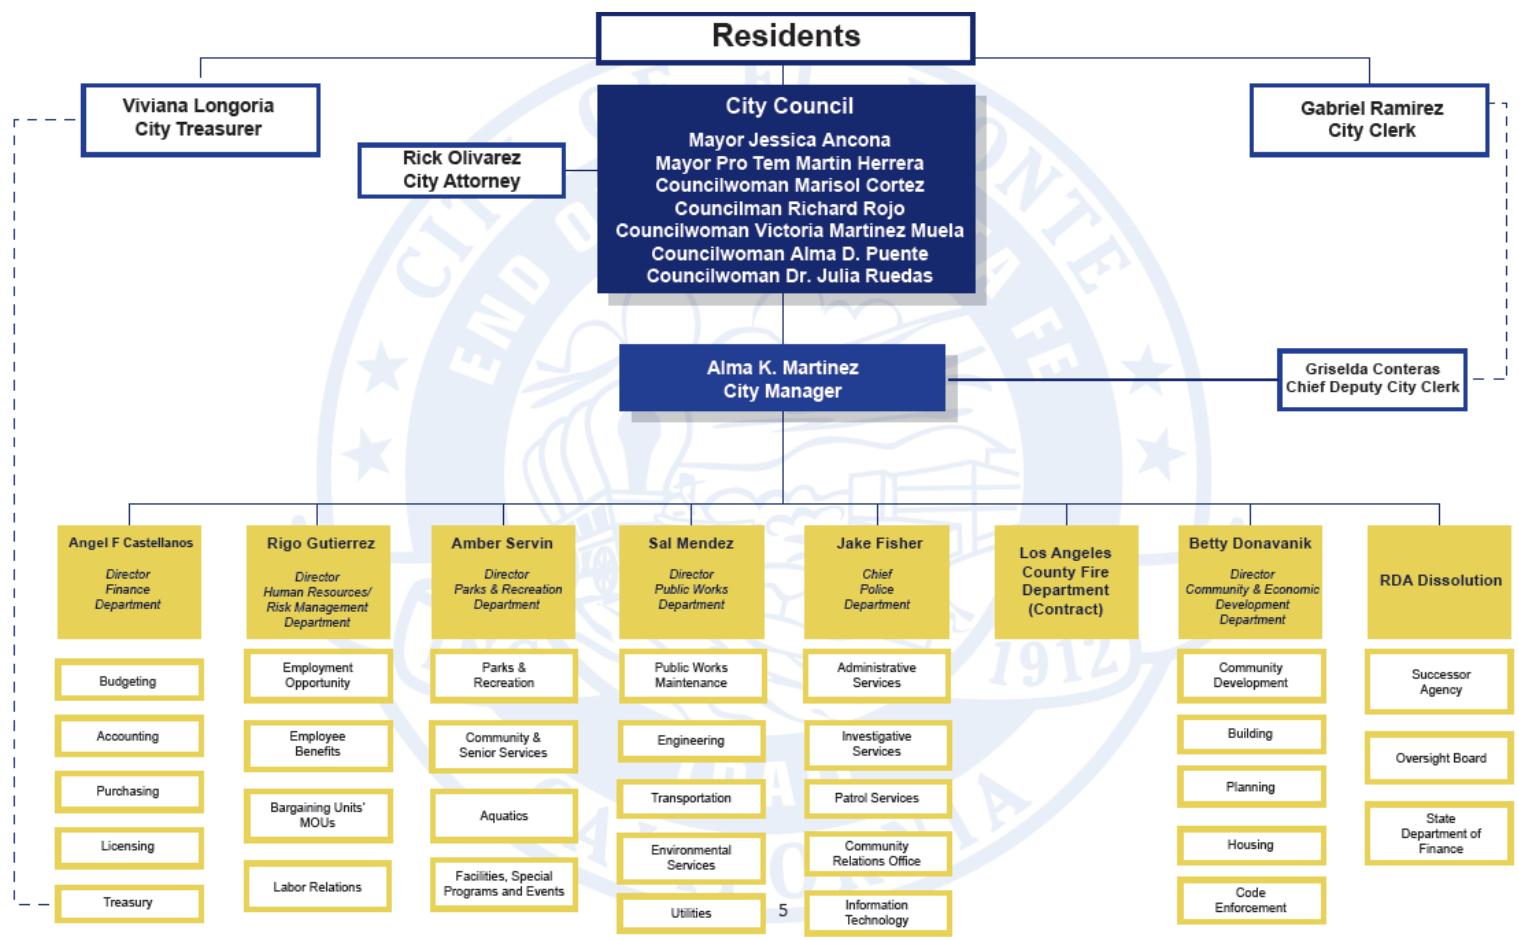 Residents
Viviana Longoria
City Treasurer
Gabriel Ramirez
City Clerk
Rick Olivarez
City Attorney
City Council
Mayor Jessica Ancona
Mayor Pro Tem Martin Herrera
Councilwoman Marisol Cortez
Councilman Richard Rojo
Councilwoman Victoria Martinez Muela
Councilwoman Alma D. Puente
Councilwoman Dr. Julia Ruedas
Alma K. Martinez
City Manager
Griselda Conteras
Chief Deputy City Clerk
Angel F Castellanos
Director
Finance
Department
Budgeting
Accounting
Purchasing
Licensing
Treasury
Rigo Gutierrez
Director
Human Resources/
Risk Management
Department
Employment
Opportunity
Employee
Benefits
Bargaining Units'
MOUs
Labor Relations
Amber Servin
Director
Parks & Recreation
Department
Parks &
Recreation
Community &
Senior Services
Aquatics
Facilities, Special
Programs and Events
Sal Mendez
Director
Public Works
Department
Public Works
Maintenance
Engineering
Transportation
Environmental
Services
Utilities
Jake Fisher
Chief
Police
Department
Administrative
Services
Investigative
Services
Patrol Services
Community
Relations Office
Information
Technology
Los Angeles
County Fire
Department
(Contract)
Betty Donavanik
Director
Community & Economic
Development
Department
Community
Development
Building
Planning
Housing
Code
Enforcement
RDA Dissolution
Successor
Agency
Oversight Board
State
Department of
Finance
1912
5